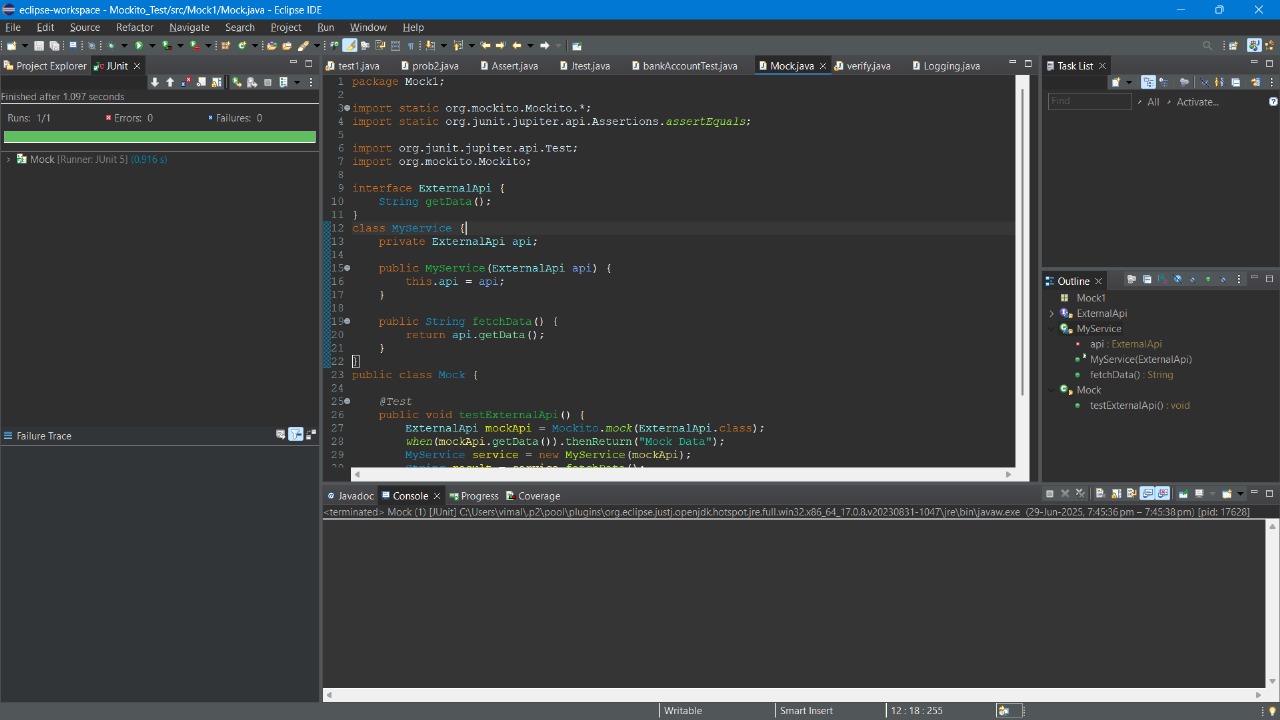 eclipse-workspace - Mockito_Test/src/Mock1/Mock.java - Eclipse IDE
File Edit Source Refactor Navigate Search Project Run Window Help
Project Explorer JUnit
Finished after 1.097 seconds
Runs: 1/1 Errors: 0 Failures: 0
Mock [Runner: JUnit 5] (0.916 s)
Failure Trace
test1.java prob2.java Assert.java Jtest.java bankAccountTest.java Mock.java verify.java Logging.java
1 package Mock1;
2
3 import static org.mockito.Mockito.*;
4 import static org.junit.jupiter.api.Assertions.assertEquals;
5
6 import org.junit.jupiter.api.Test;
7 import org.mockito.Mockito;
8
9 interface ExternalApi {
10 String getData();
11 }
12 class MyService {
13 private ExternalApi api;
14
15 public MyService(ExternalApi api) {
16 this.api = api;
17 }
18
19 public String fetchData() {
20 return api.getData();
21 }
22 }
23 public class Mock {
24
25 @Test
26 public void testExternalApi() {
27 ExternalApi mockApi = Mockito.mock(ExternalApi.class);
28 when(mockApi.getData()).thenReturn("Mock Data");
29 MyService service = new MyService(mockApi);
Task List
Find All Activate...
Outline
Mock1
ExternalApi
MyService
api : ExternalApi
MyService(ExternalApi)
fetchData() : String
Mock
testExternalApi() : void
Javadoc Console Progress Coverage
<terminated> Mock (1) [JUnit] C:\Users\vimal\.p2\pool\plugins\org.eclipse.justj.openjdk.hotspot.jre.full.win32.x86_64_17.0.8.v20230831-1047\jre\bin\javaw.exe (29-Jun-2025, 7:45:36 pm – 7:45:38 pm) [pid: 17628]
Writable Smart Insert 12 : 18 : 255